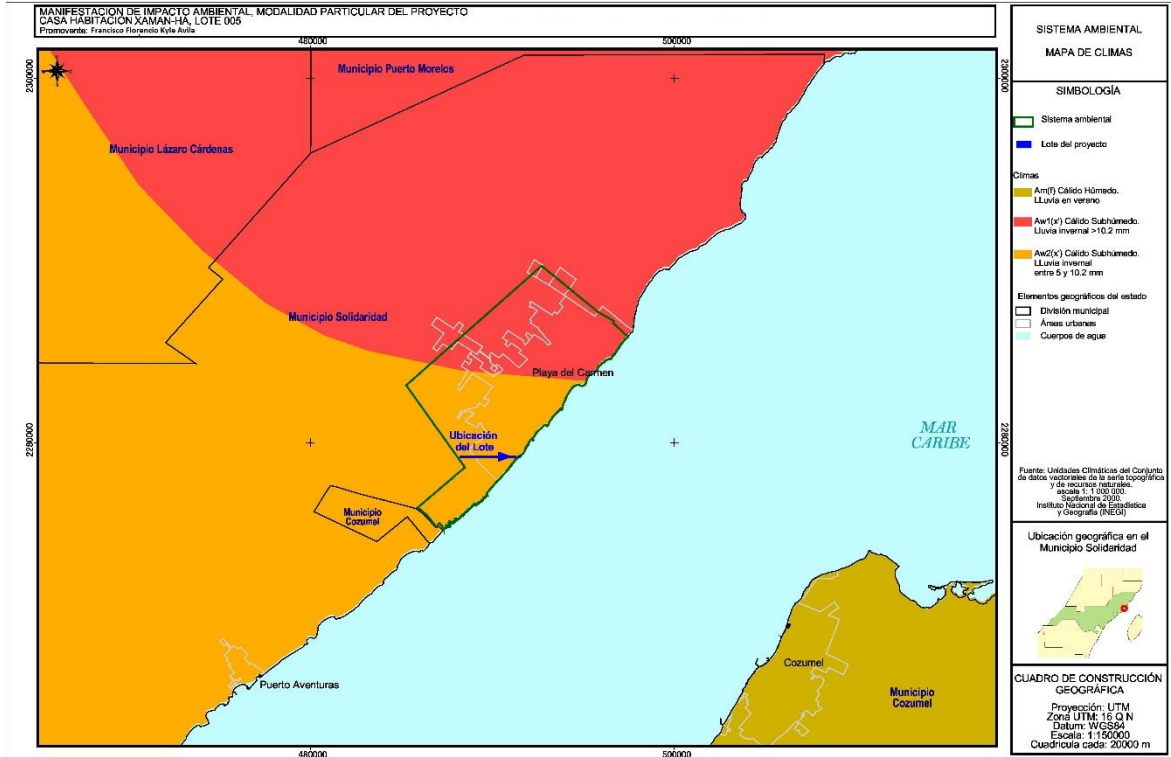 MANIFESTACION DE IMPACTO AMBIENTAL, MODALIDAD PARTICULAR DEL PROYECTO
CASA HABITACIÓN XAMAN-HÁ, LOTE 005
Promovente: Francisco Florencio Kyle Avila
480000
500000
2300000
2300000
Municipio Puerto Morelos
Municipio Lázaro Cárdenas
Municipio Solidaridad
Playa del Carmen
Ubicación
del Lote
2280000
2280000
MAR
CARIBE
Municipio
Cozumel
Puerto Aventuras
Cozumel
Municipio
Cozumel
480000
500000
SISTEMA AMBIENTAL
MAPA DE CLIMAS
SIMBOLOGÍA
Sistema ambiental
Lote del proyecto
Climas
Am(f) Cálido Húmedo.
LLuvia en verano
Aw1(x') Cálido Subhúmedo.
Lluvia invernal >10.2 mm
Aw2(x') Cálido Subhúmedo.
LLuvia invernal
entre 5 y 10.2 mm
Elementos geográficos del estado
División municipal
Áreas urbanas
Cuerpos de agua
Fuente: Unidades Climáticas del Conjunto
de datos vectoriales de la serie topográfica
y de recursos naturales.
escala 1: 1 000 000.
Septiembre 2000.
Instituto Nacional de Estadística
y Geografía (INEGI)
Ubicación geográfica en el
Municipio Solidaridad
CUADRO DE CONSTRUCCIÓN
GEOGRÁFICA
Proyección: UTM
Zona UTM: 16 Q N
Datum: WGS84
Escala: 1:150000
Cuadricula cada: 20000 m